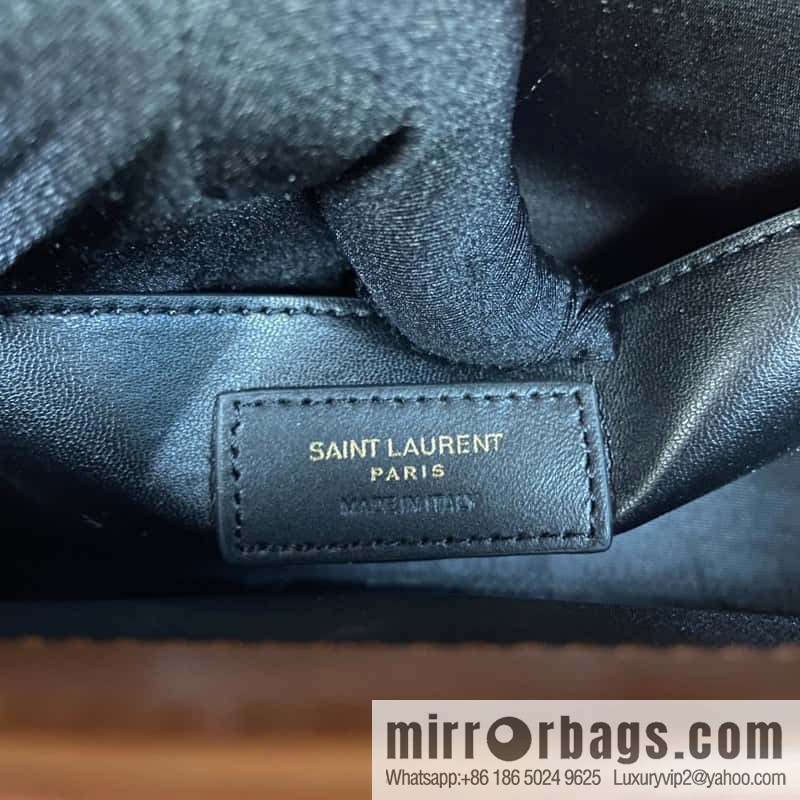 SAINT LAURENT
PARIS
MADE IN ITALY
mirrorbags.com
Whatsapp:+86 186 5024 9625 Luxuryvip2@yahoo.com